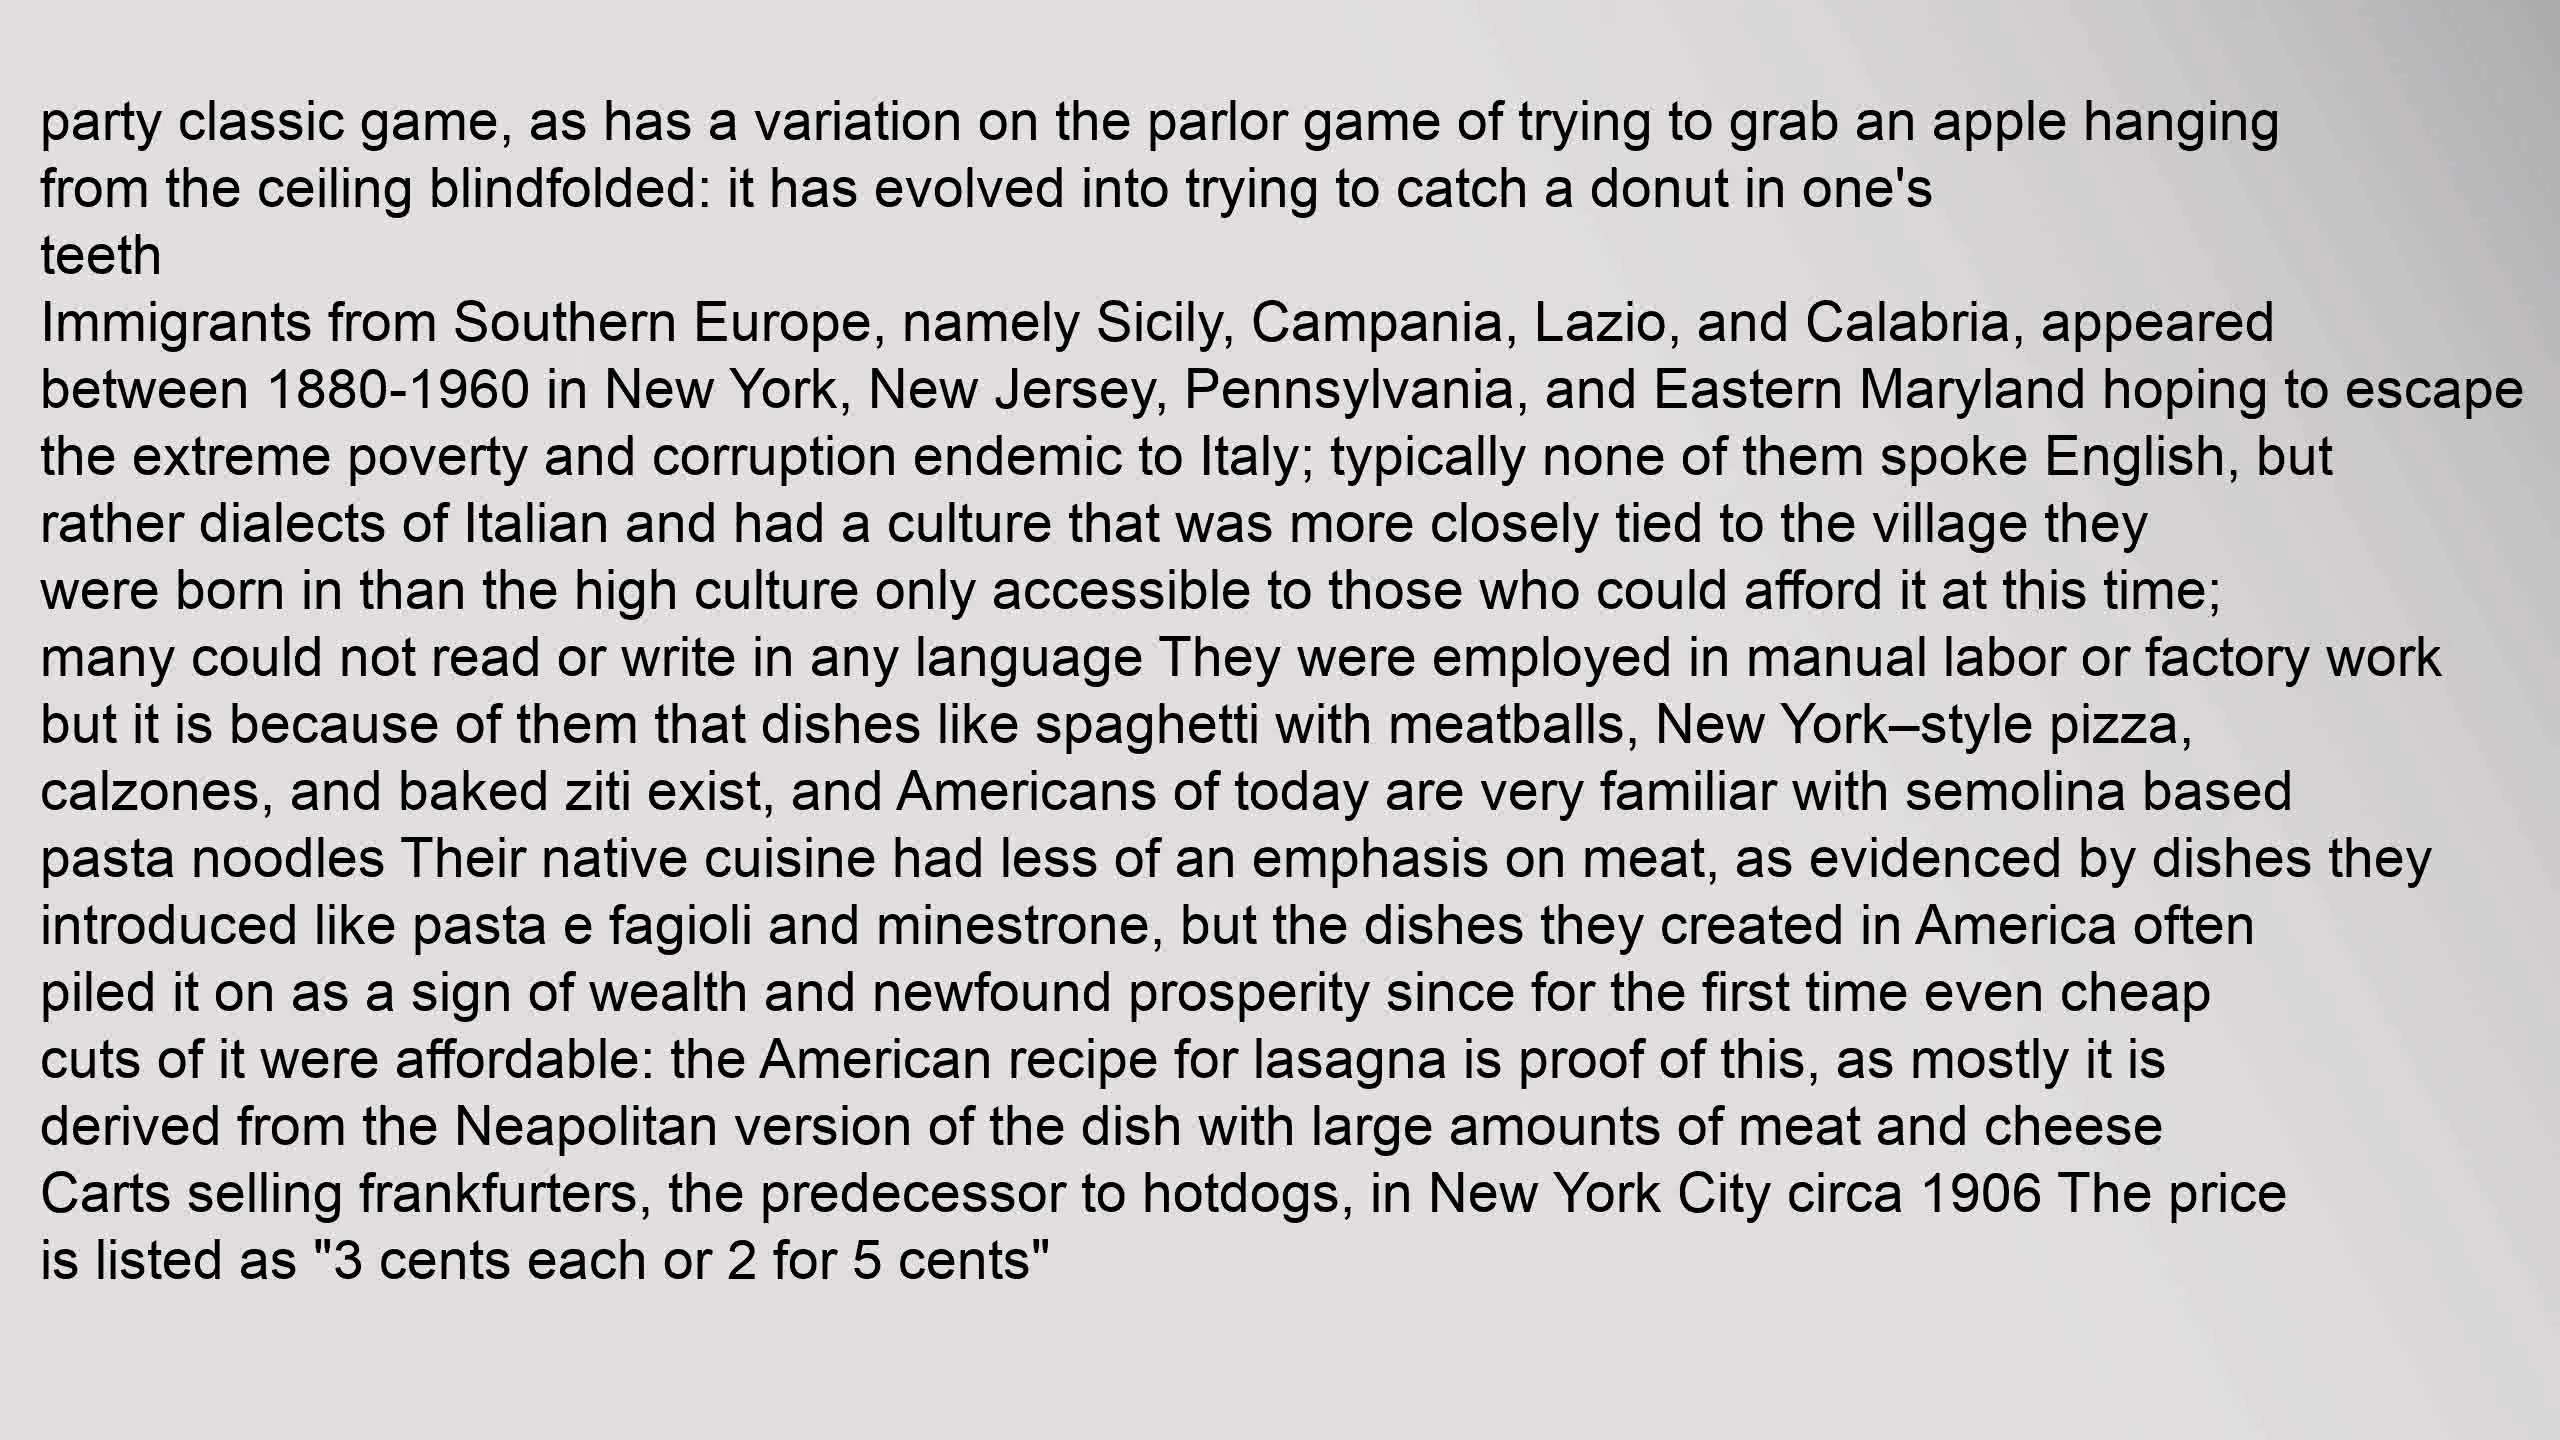 party classic game, as has a variation on the parlor game of trying to grab an apple hanging
from the ceiling blindfolded: it has evolved into trying to catch a donut in one's
teeth
Immigrants from Southern Europe, namely Sicily, Campania, Lazio, and Calabria, appeared
between 1880-1960 in New York, New Jersey, Pennsylvania, and Eastern Maryland hoping to escape
the extreme poverty and corruption endemic to Italy; typically none of them spoke English, but
rather dialects of Italian and had a culture that was more closely tied to the village they
were born in than the high culture only accessible to those who could afford it at this time;
many could not read or write in any language They were employed in manual labor or factory work
but it is because of them that dishes like spaghetti with meatballs, New York–style pizza,
calzones, and baked ziti exist, and Americans of today are very familiar with semolina based
pasta noodles Their native cuisine had less of an emphasis on meat, as evidenced by dishes they
introduced like pasta e fagioli and minestrone, but the dishes they created in America often
piled it on as a sign of wealth and newfound prosperity since for the first time even cheap
cuts of it were affordable: the American recipe for lasagna is proof of this, as mostly it is
derived from the Neapolitan version of the dish with large amounts of meat and cheese
Carts selling frankfurters, the predecessor to hotdogs, in New York City circa 1906 The price
is listed as "3 cents each or 2 for 5 cents"